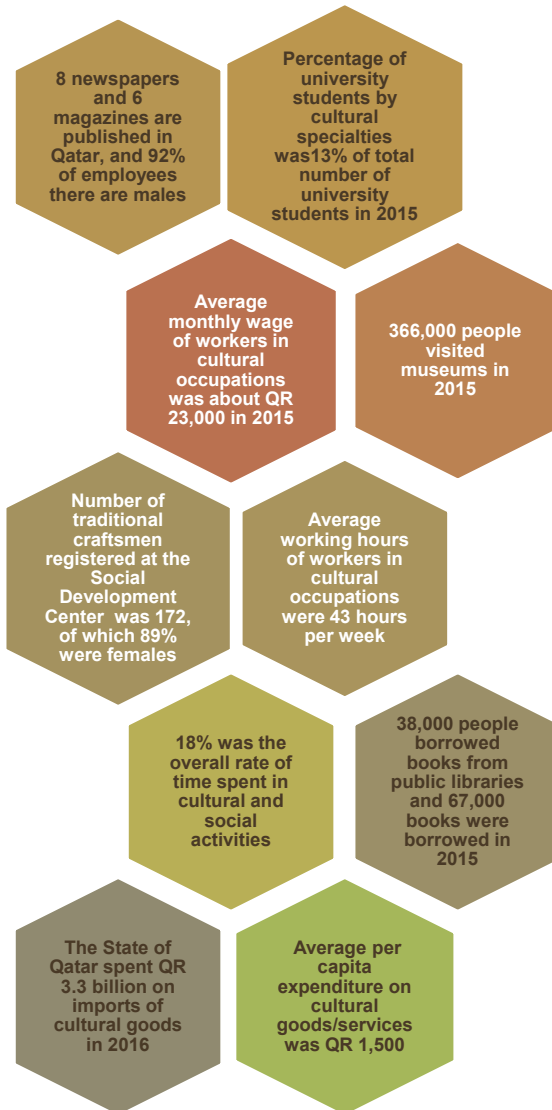 8 newspapers
and 6
magazines are
published in
Qatar, and 92%
of employees
there are males
Percentage of
university
students by
cultural
specialties
was13% of total
number of
university
students in 2015
Average
monthly wage
of workers in
cultural
occupations
was about QR
23,000 in 2015
366,000 people
visited
museums in
2015
Number of
traditional
craftsmen
registered at the
Social
Development
Center was 172,
of which 89%
were females
Average
working hours
of workers in
cultural
occupations
were 43 hours
per week
18% was the
overall rate of
time spent in
cultural and
social
activities
38,000 people
borrowed
books from
public libraries
and 67,000
books were
borrowed in
2015
The State of
Qatar spent QR
3.3 billion on
imports of
cultural goods
in 2016
Average per
capita
expenditure on
cultural
goods/services
was QR 1,500